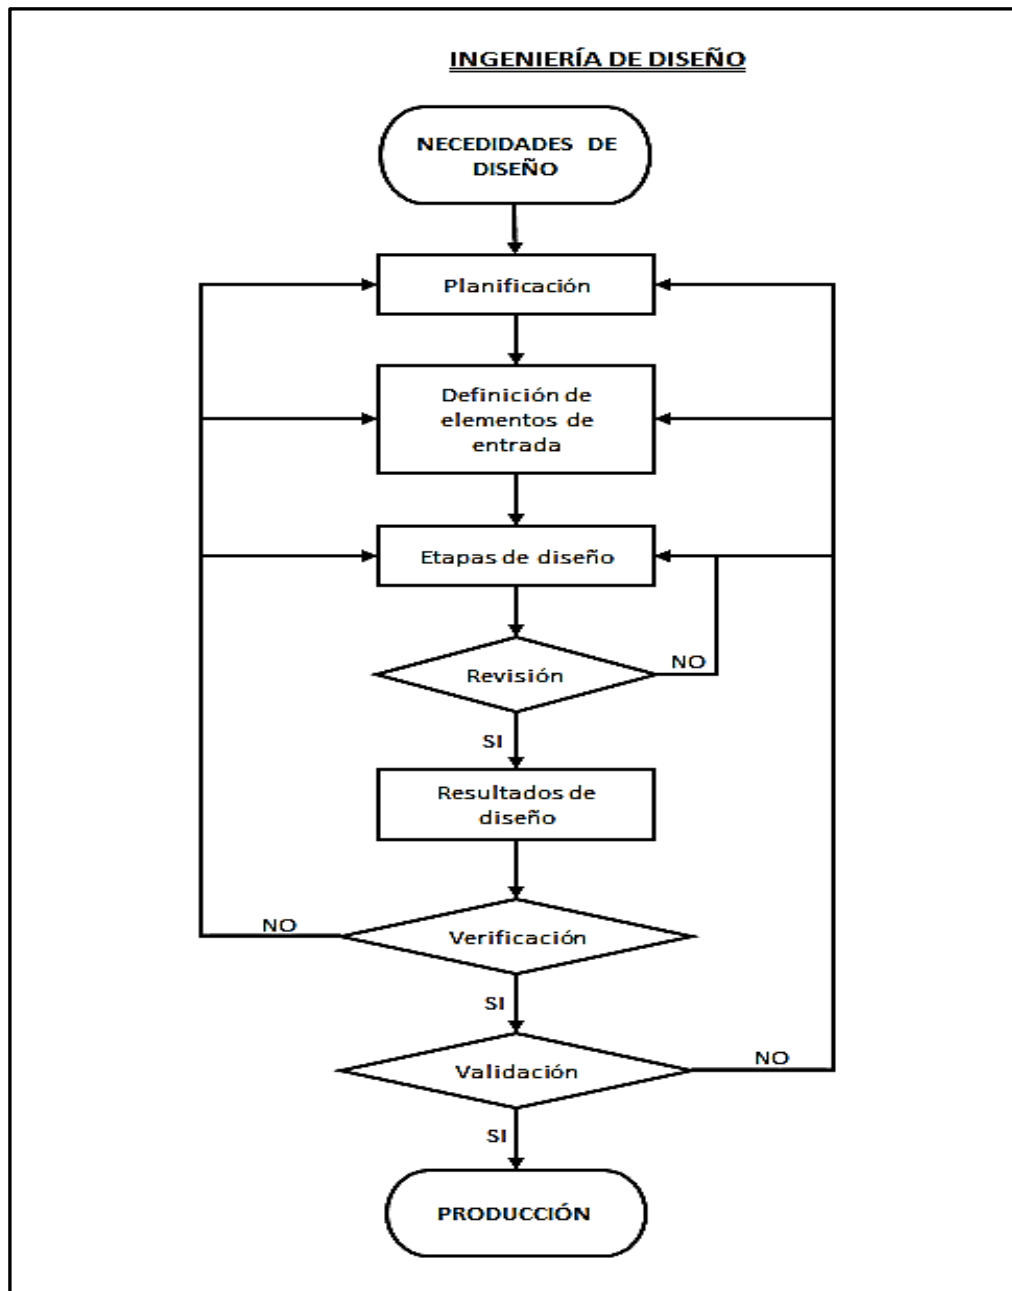 INGENIERÍA DE DISEÑO
NECEDIDADES DE
DISEÑO
Planificación
Definición de
elementos de
entrada
Etapas de diseño
Revisión
NO
SI
Resultados de
diseño
NO
Verificación
SI
Validación
NO
SI
PRODUCCIÓN